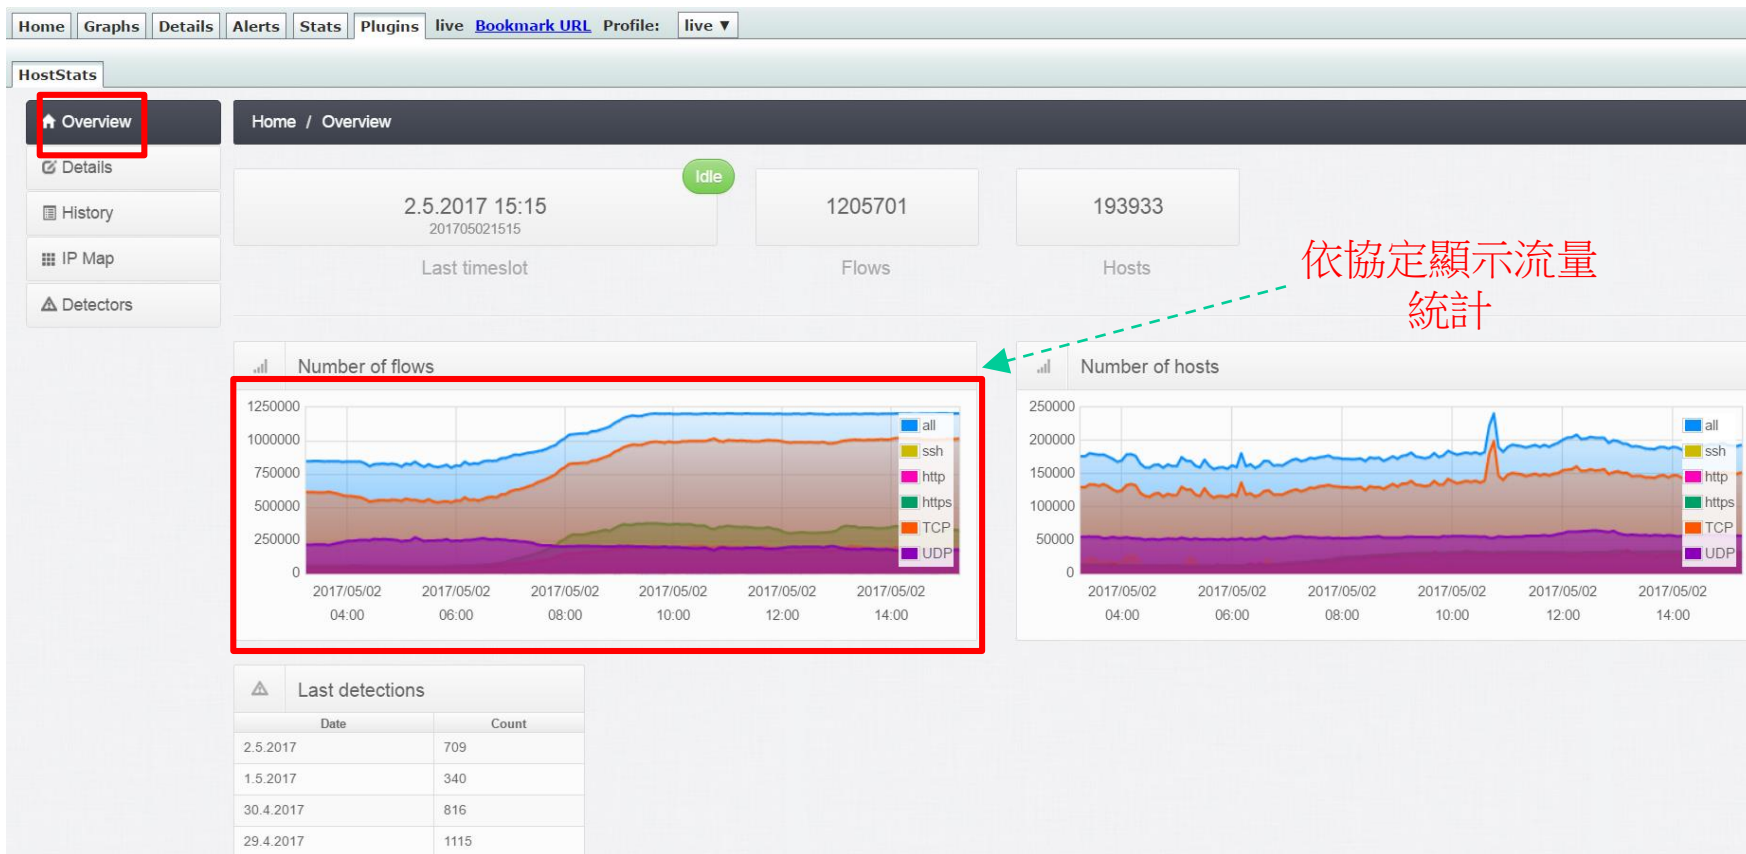 Home Graphs Details Alerts Stats Plugins live Bookmark URL Profile: live ▼
HostStats
Overview
Details
History
IP Map
Detectors
Home / Overview
Idle
2.5.2017 15:15
201705021515
Last timeslot
1205701
Flows
193933
Hosts
依協定顯示流量
統計
Number of flows
1250000
1000000
750000
500000
250000
0
all
ssh
http
https
TCP
UDP
2017/05/02 2017/05/02 2017/05/02 2017/05/02 2017/05/02 2017/05/02
04:00 06:00 08:00 10:00 12:00 14:00
Number of hosts
250000
200000
150000
100000
50000
0
all
ssh
http
https
TCP
UDP
2017/05/02 2017/05/02 2017/05/02 2017/05/02 2017/05/02 2017/05/02
04:00 06:00 08:00 10:00 12:00 14:00
Last detections
Date Count
2.5.2017 709
1.5.2017 340
30.4.2017 816
29.4.2017 1115